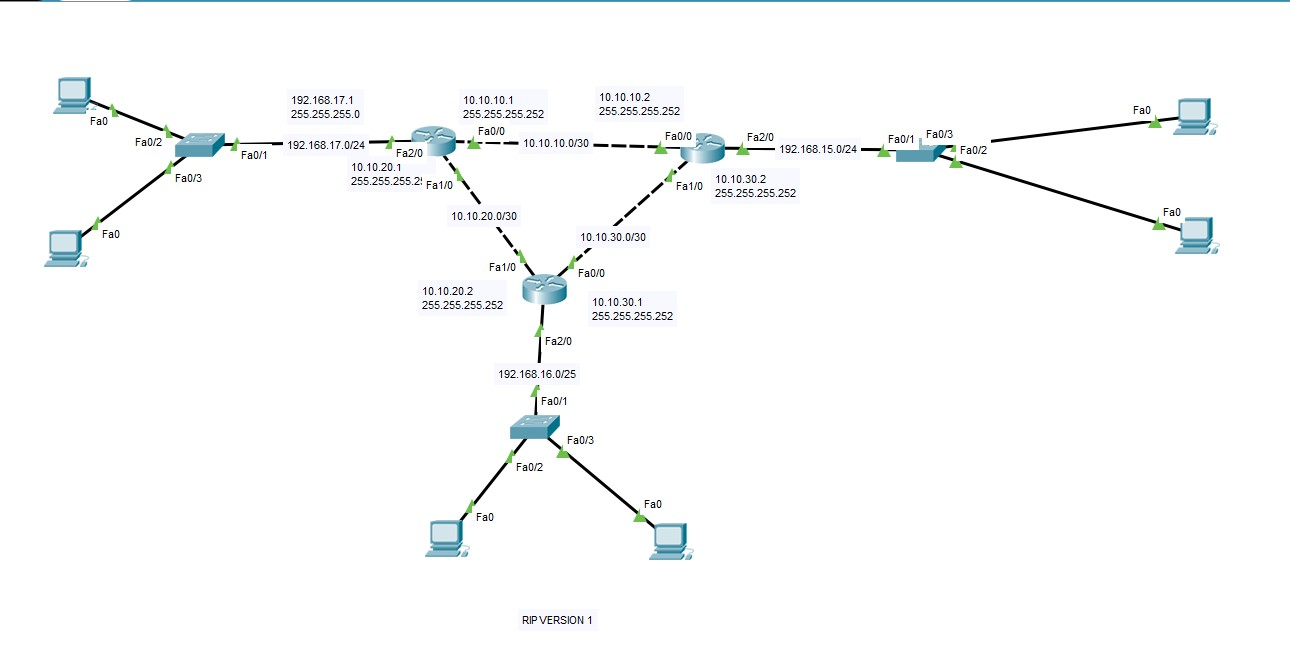 192.168.17.1
255.255.255.0
10.10.10.1
255.255.255.252
10.10.10.2
255.255.255.252
Fa0
Fa0/2
Fa0/1
Fa0/3
Fa0
192.168.17.0/24
Fa2/0
Fa0/0
10.10.10.0/30
Fa0/0
Fa2/0
192.168.15.0/24
Fa0/1
Fa0/3
Fa0/2
Fa0
Fa0
10.10.20.1
Fa1/0
Fa1/0
10.10.30.2
255.255.255.252
10.10.20.0/30
10.10.30.0/30
Fa1/0
Fa0/0
10.10.20.2
255.255.255.252
10.10.30.1
255.255.255.252
Fa2/0
192.168.16.0/25
Fa0/1
Fa0/3
Fa0/2
Fa0
Fa0
RIP VERSION 1